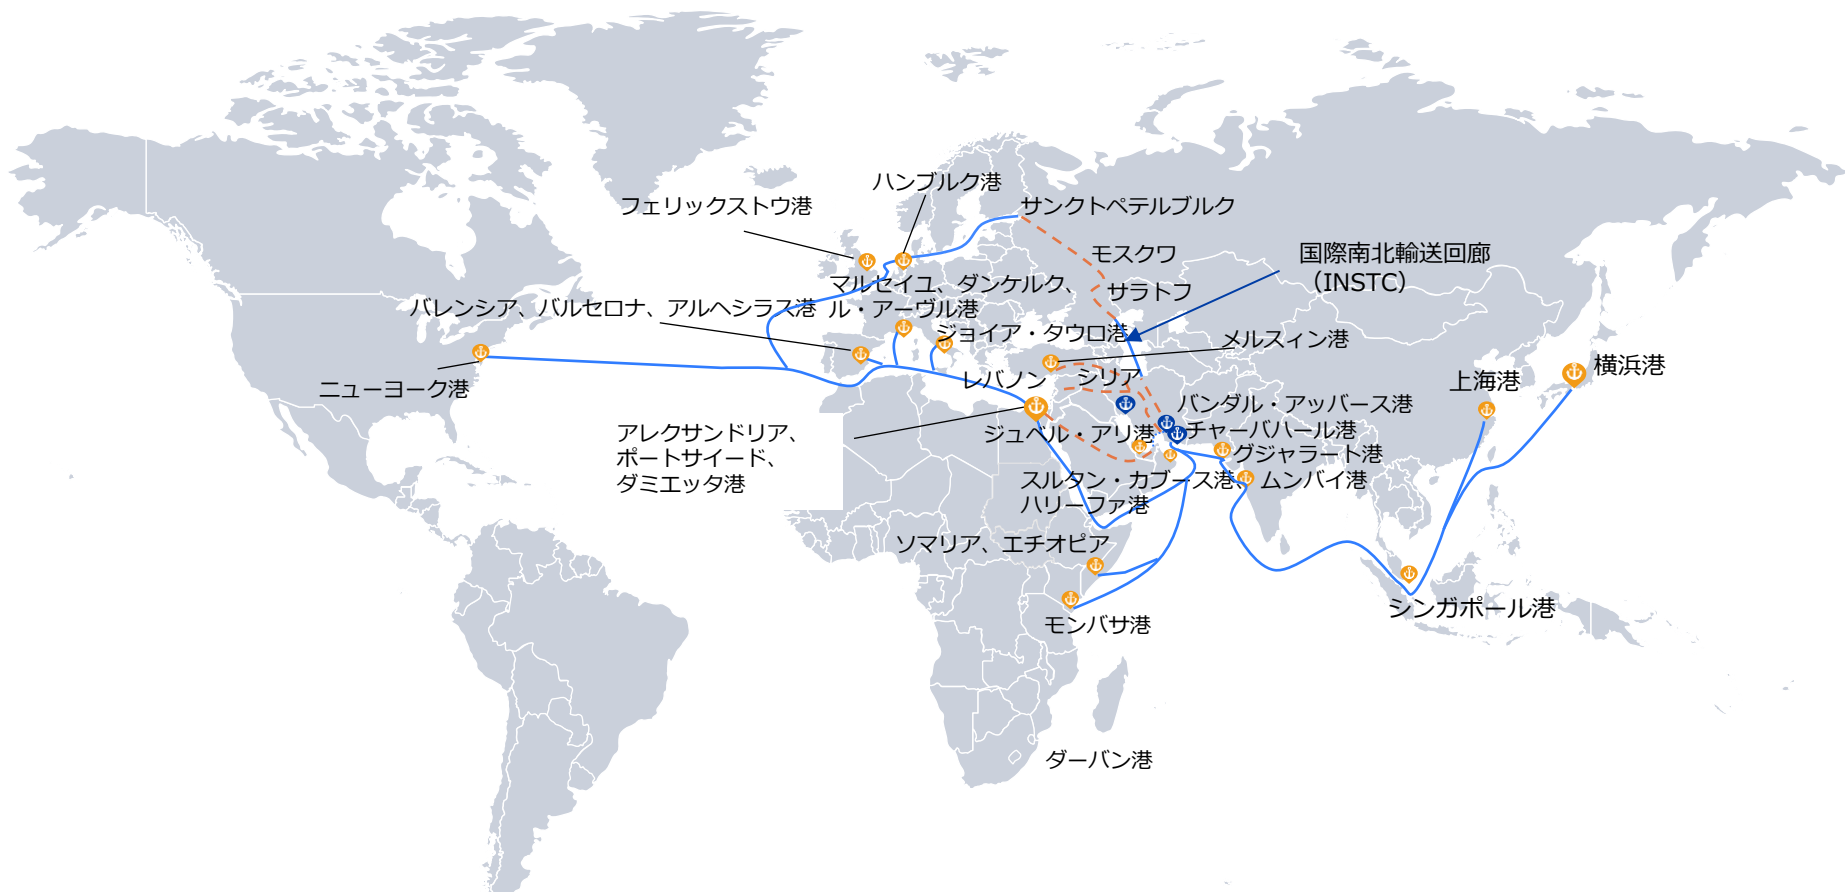 ハンブルク港
フェリックストウ港
サンクトペテルブルク
モスクワ
国際南北輸送回廊
（INSTC）
マルセイユ、ダンケルク、
ル・アーヴル港
サラトフ
バレンシア、バルセロナ、アルヘシラス港
ジョイア・タウロ港
メルスィン港
ニューヨーク港
レバノン
シリア
上海港
横浜港
バンダル・アッバース港
チャーバハール港
アレクサンドリア、
ポートサイード、
ダミエッタ港
ジュベル・アリ港
グジャラート港
スルタン・カブース港、
ハリーファ港
ムンバイ港
ソマリア、エチオピア
モンバサ港
シンガポール港
ダーバン港